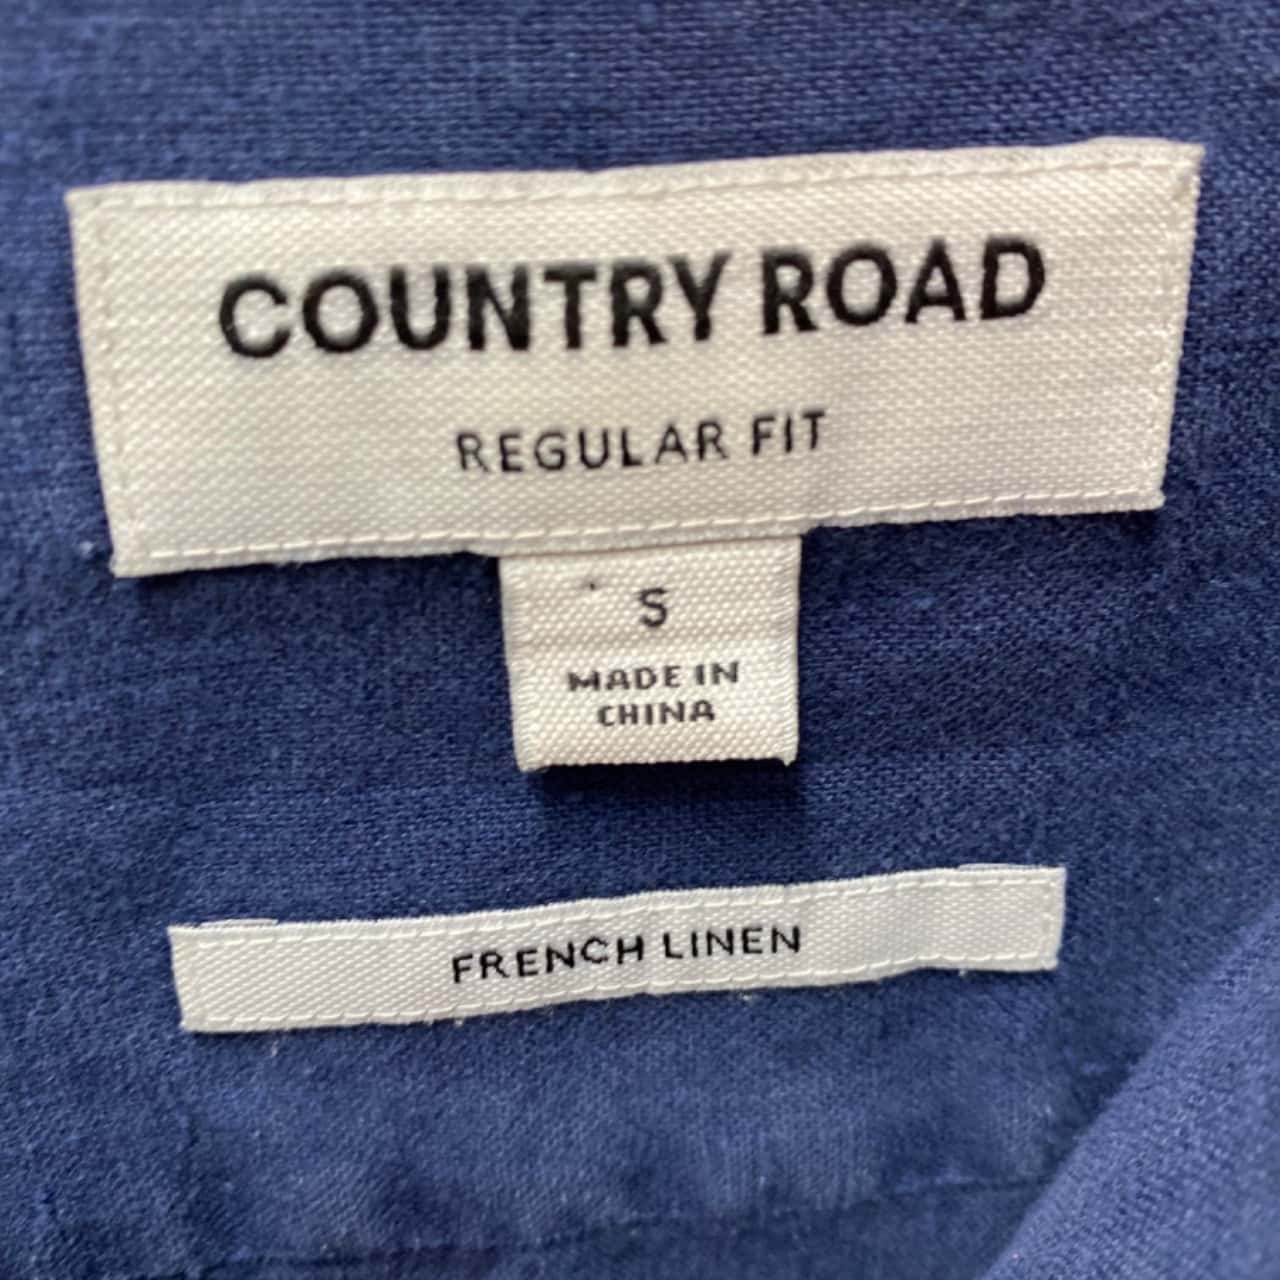 COUNTRY ROAD
REGULAR FIT
S
MADE IN
CHINA
FRENCH LINEN